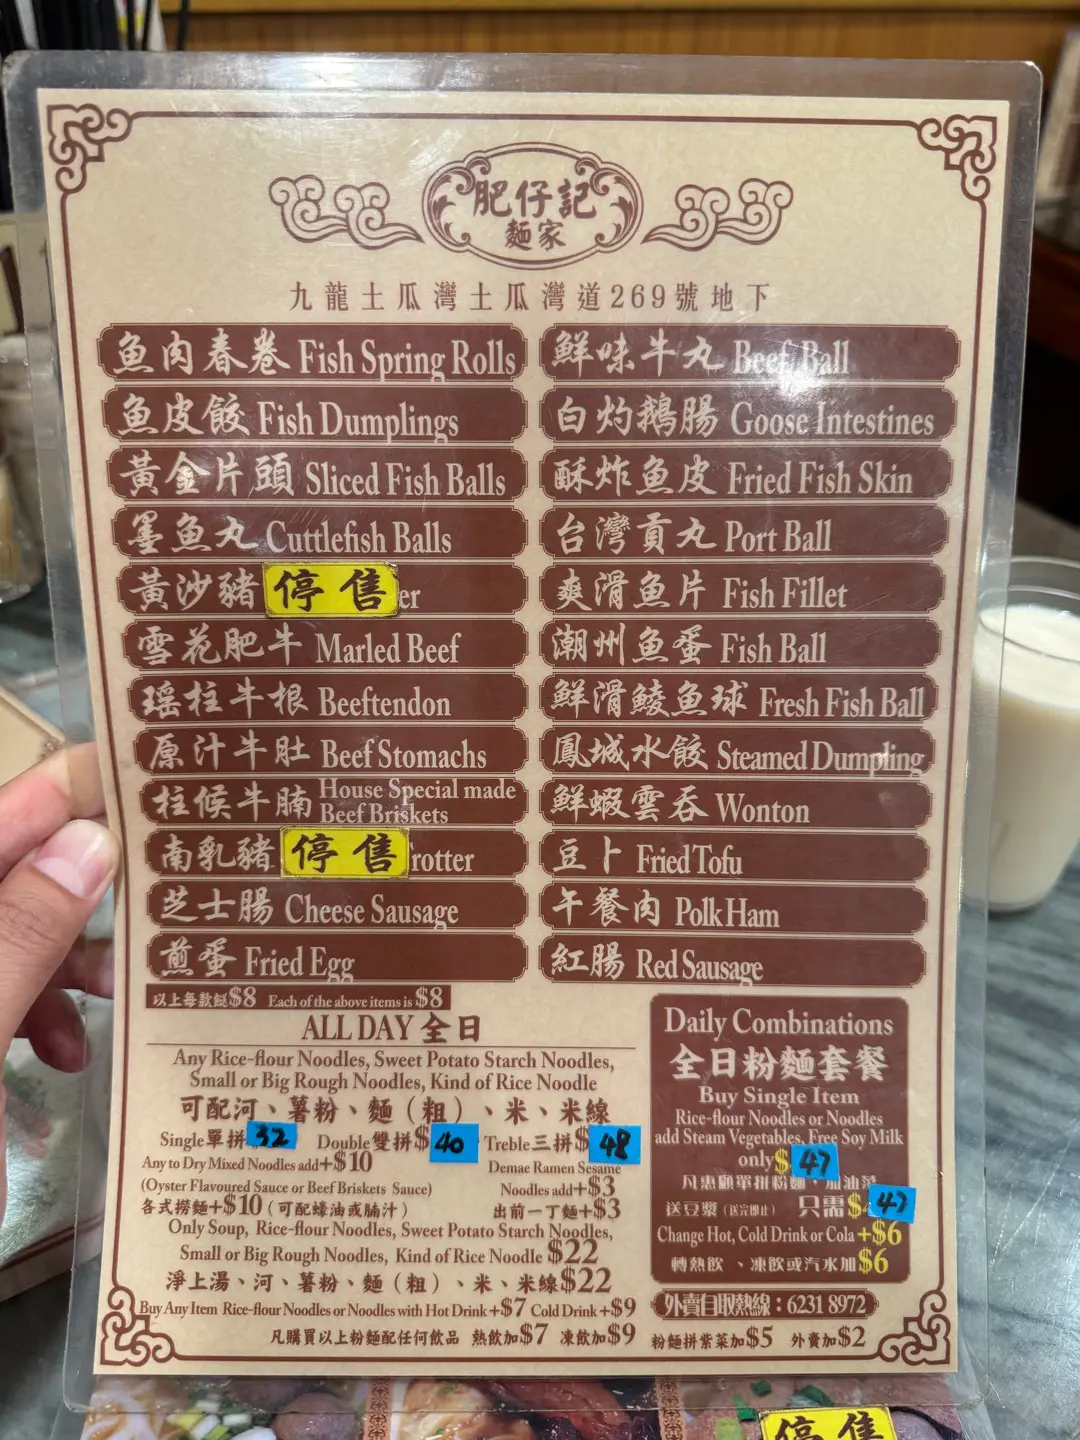 肥仔記
麵家
九龍土瓜灣土瓜灣道269號地下
魚肉春卷 Fish Spring Rolls
魚皮餃 Fish Dumplings
黃金片頭 Sliced Fish Balls
墨魚丸 Cuttlefish Balls
黃沙豬 停售 er
雪花肥牛 Marled Beef
瑶柱牛根 Beeftendon
原汁牛肚 Beef Stomachs
柱候牛腩 House Special made Beef Briskets
南乳豬 停售 rotter
芝士腸 Cheese Sausage
煎蛋 Fried Egg
鮮味牛丸 Beef Ball
白灼鵝腸 Goose Intestines
酥炸魚皮 Fried Fish Skin
台灣貢丸 Port Ball
爽滑魚片 Fish Fillet
潮州魚蛋 Fish Ball
鮮滑鯪魚球 Fresh Fish Ball
鳳城水餃 Steamed Dumpling
鮮蝦雲吞 Wonton
豆卜 Fried Tofu
午餐肉 Polk Ham
紅腸 Red Sausage
以上每款餸$8 Each of the above items is $8
ALL DAY 全日
Any Rice-flour Noodles, Sweet Potato Starch Noodles,
Small or Big Rough Noodles, Kind of Rice Noodle
可配河、薯粉、麵（粗）、米、米線
Single單拼 32 Double雙拼$ 40 Treble三拼$ 48
Any to Dry Mixed Noodles add+$10
(Oyster Flavoured Sauce or Beef Briskets Sauce)
各式撈麵+$10（可配蠔油或腩汁）
Demae Ramen Sesame
Noodles add+$3
出前一丁麵+$3
Only Soup, Rice-flour Noodles, Sweet Potato Starch Noodles,
Small or Big Rough Noodles, Kind of Rice Noodle $22
淨上湯、河、薯粉、麵（粗）、米、米線$22
Buy Any Item Rice-flour Noodles or Noodles with Hot Drink+$7 Cold Drink+$9
凡購買以上粉麵配任何飲品 熱飲加$7 凍飲加$9
Daily Combinations
全日粉麵套餐
Buy Single Item
Rice-flour Noodles or Noodles
add Steam Vegetables, Free Soy Milk
only$ 47
凡惠顧單拼粉麵，加油菜
送豆漿（送完即止） 只需$ 47
Change Hot, Cold Drink or Cola +$6
轉熱飲、凍飲或汽水加$6
外賣自取熱線：6231 8972
粉麵拼紫菜加$5 外賣加$2
停售